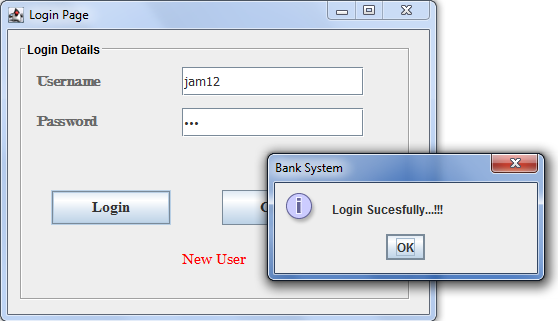 Login Page
Login Details
Username
jam12
Password
•••
Bank System
Login Sucesfully...!!!
Login
OK
New User